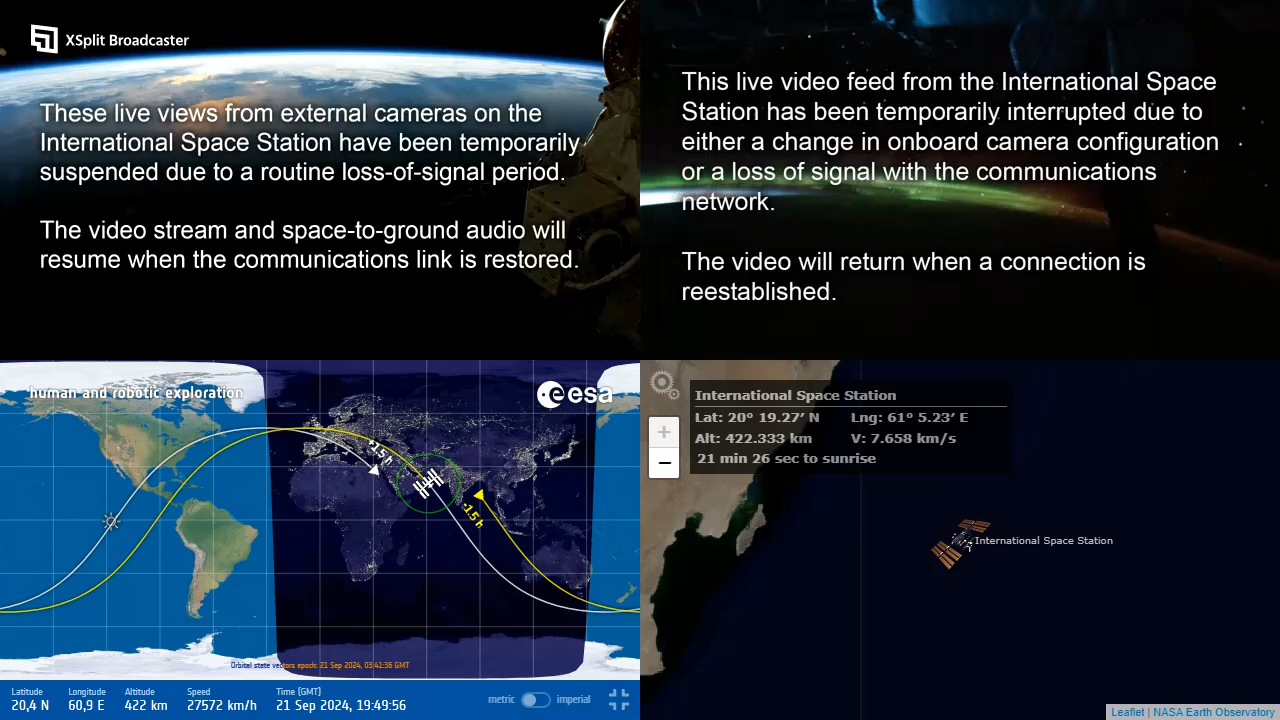 XSplit Broadcaster
These live views from external cameras on the
International Space Station have been temporarily
suspended due to a routine loss-of-signal period.
The video stream and space-to-ground audio will
resume when the communications link is restored.
This live video feed from the International Space
Station has been temporarily interrupted due to
either a change in onboard camera configuration
or a loss of signal with the communications
network.
The video will return when a connection is
reestablished.
human and robotic exploration
esa
-1.5 h
+1.5 h
Orbital state vectors epoch: 21 Sep 2024, 03:41:36 GMT
Latitude Longitude Altitude Speed Time (GMT)
20,4 N 60,9 E 422 km 27572 km/h 21 Sep 2024, 19:49:56
metric imperial
International Space Station
Lat: 20° 19.27′ N Lng: 61° 5.23′ E
Alt: 422.333 km V: 7.658 km/s
21 min 26 sec to sunrise
+
−
International Space Station
Leaflet | NASA Earth Observatory